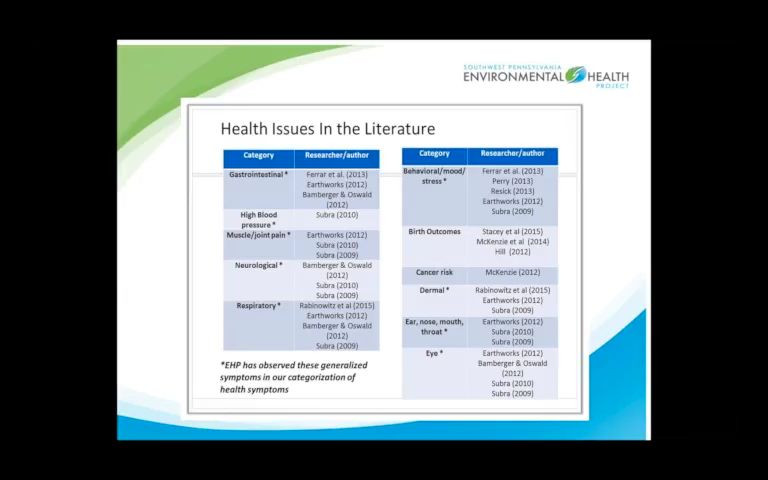 SOUTHWEST PENNSYLVANIA
ENVIRONMENTAL HEALTH
PROJECT
Health Issues In the Literature
Category Researcher/author
Gastrointestinal * Ferrar et al. (2013)
Earthworks (2012)
Bamberger & Oswald
(2012)
High Blood Subra (2010)
pressure *
Muscle/joint pain * Earthworks (2012)
Subra (2010)
Subra (2009)
Neurological * Bamberger & Oswald
(2012)
Subra (2010)
Subra (2009)
Respiratory * Rabinowitz et al (2015)
Earthworks (2012)
Bamberger & Oswald
(2012)
Subra (2009)
*EHP has observed these generalized
symptoms in our categorization of
health symptoms
Category Researcher/author
Behavioral/mood/ Ferrar et al. (2013)
stress * Perry (2013)
Resick (2013)
Earthworks (2012)
Subra (2009)
Birth Outcomes Stacey et al (2015)
McKenzie et al (2014)
Hill (2012)
Cancer risk McKenzie (2012)
Dermal * Rabinowitz et al (2015)
Earthworks (2012)
Subra (2009)
Ear, nose, mouth, Earthworks (2012)
throat * Subra (2010)
Subra (2009)
Eye * Earthworks (2012)
Bamberger & Oswald
(2012)
Subra (2010)
Subra (2009)